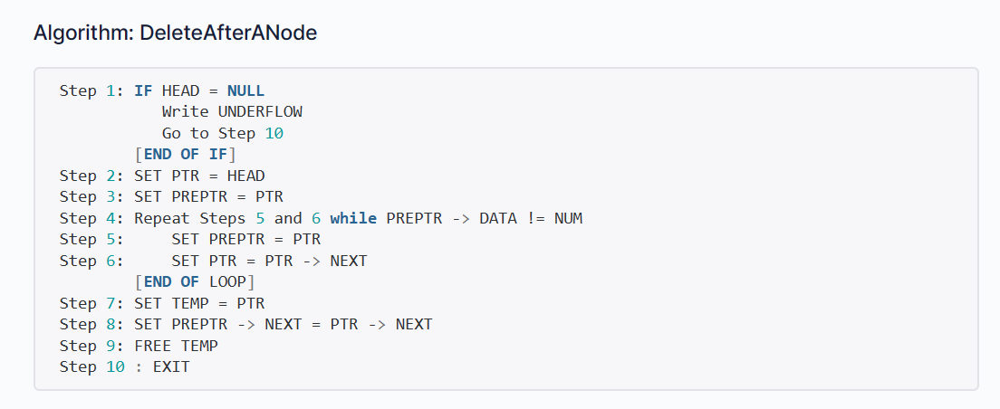 Algorithm: DeleteAfterANode
Step 1: IF HEAD = NULL
Write UNDERFLOW
Go to Step 10
[END OF IF]
Step 2: SET PTR = HEAD
Step 3: SET PREPTR = PTR
Step 4: Repeat Steps 5 and 6 while PREPTR -> DATA != NUM
Step 5: SET PREPTR = PTR
Step 6: SET PTR = PTR -> NEXT
[END OF LOOP]
Step 7: SET TEMP = PTR
Step 8: SET PREPTR -> NEXT = PTR -> NEXT
Step 9: FREE TEMP
Step 10 : EXIT